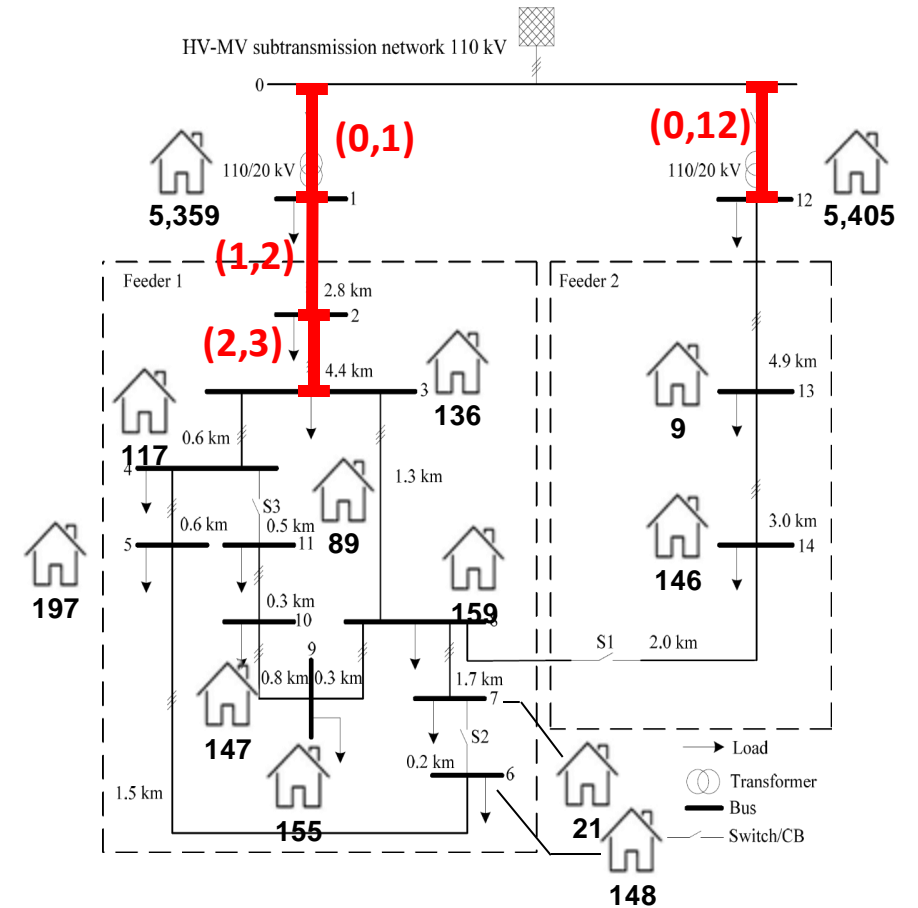 HV-MV subtransmission network 110 kV
0
(0,1)
(0,12)
110/20 kV
110/20 kV
5,359
1
12
5,405
(1,2)
Feeder 1
Feeder 2
2.8 km
2
(2,3)
4.4 km
3
136
4.9 km
13
9
117
0.6 km
4
1.3 km
S3
0.6 km
0.5 km
5
11
89
3.0 km
14
197
146
0.3 km
10
159
9
S1
2.0 km
0.8 km
0.3 km
1.7 km
7
147
S2
Load
0.2 km
6
Transformer
1.5 km
Bus
155
21
Switch/CB
148